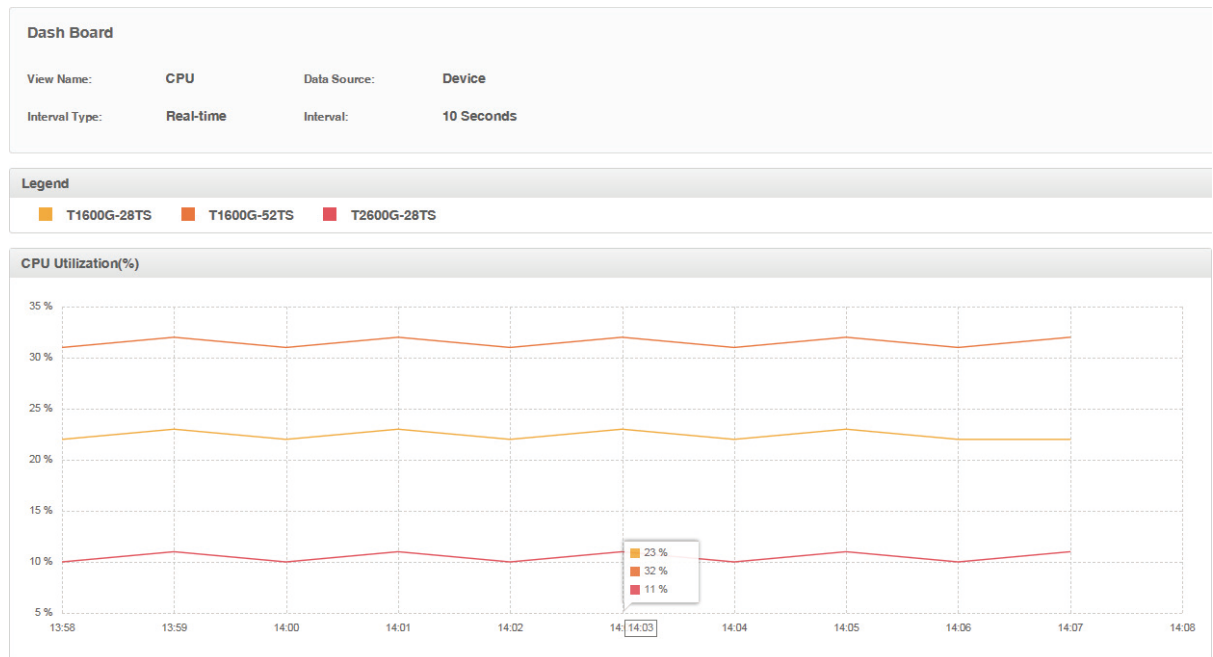 Dash Board
View Name: CPU Data Source: Device
Interval Type: Real-time Interval: 10 Seconds
Legend
T1600G-28TS T1600G-52TS T2600G-28TS
CPU Utilization(%)
35 %
30 %
25 %
20 %
15 %
10 %
5 %
23 %
32 %
11 %
13:58 13:59 14:00 14:01 14:02 14: 14:03 14:04 14:05 14:06 14:07 14:08